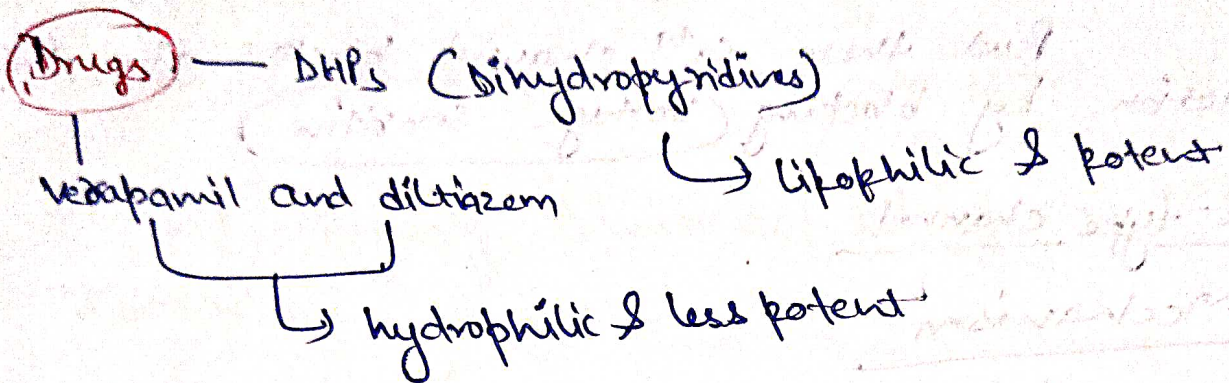 Drugs — DHPs (Dihydropyridines)
↳ lipophilic & potent
verapamil and diltiazem
↳ hydrophilic & less potent